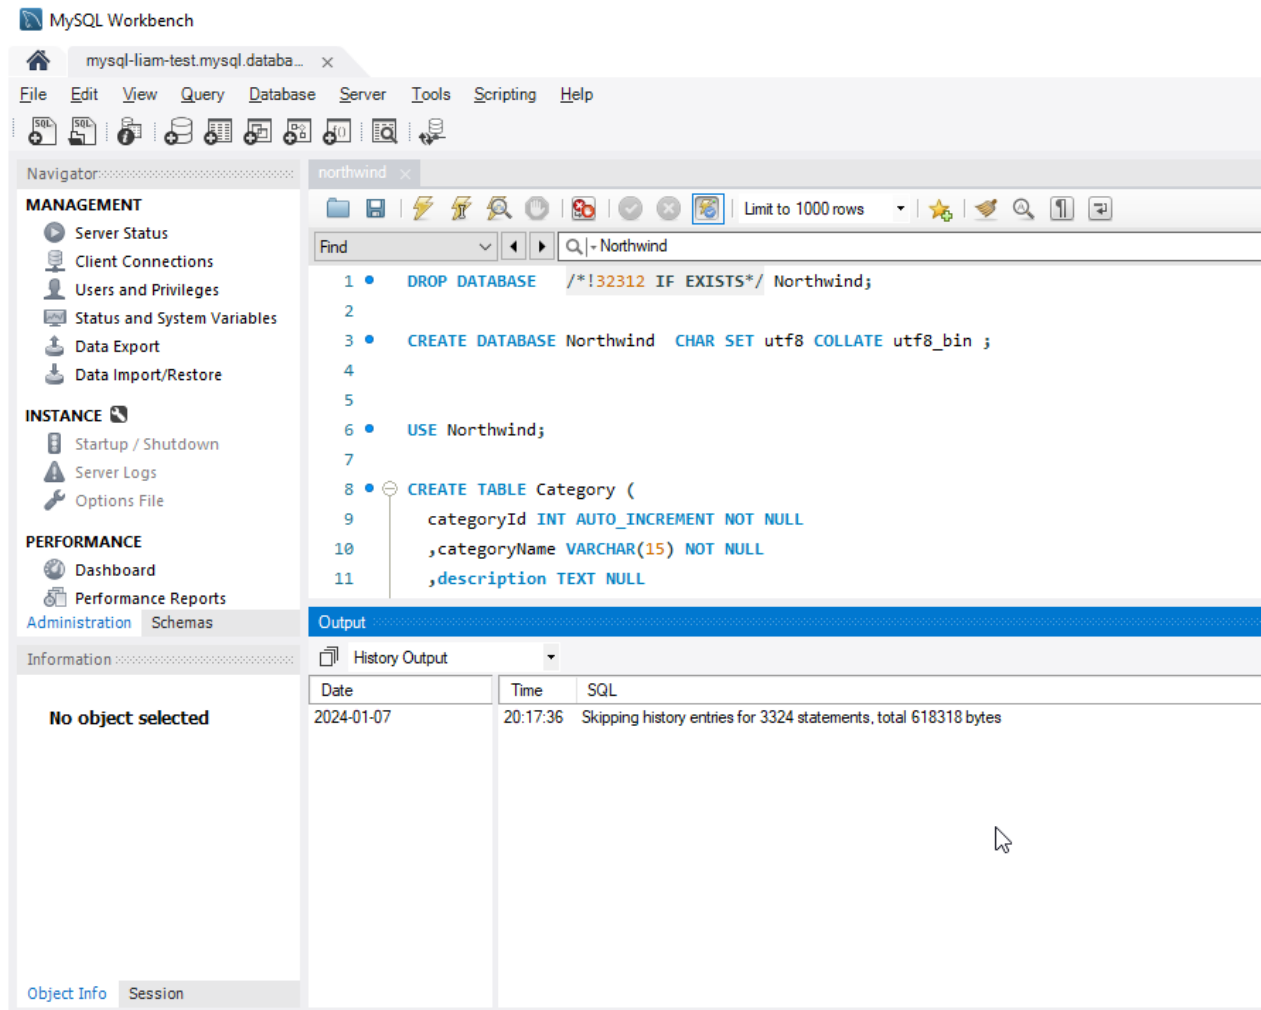 MySQL Workbench
mysql-liam-test.mysql.databa...
File Edit View Query Database Server Tools Scripting Help
Navigator
MANAGEMENT
Server Status
Client Connections
Users and Privileges
Status and System Variables
Data Export
Data Import/Restore
INSTANCE
Startup / Shutdown
Server Logs
Options File
PERFORMANCE
Dashboard
Performance Reports
Administration Schemas
Information
No object selected
Object Info Session
northwind
Limit to 1000 rows
Find
Northwind
1 DROP DATABASE /*!32312 IF EXISTS*/ Northwind;
2
3 CREATE DATABASE Northwind CHAR SET utf8 COLLATE utf8_bin ;
4
5
6 USE Northwind;
7
8 CREATE TABLE Category (
9 categoryId INT AUTO_INCREMENT NOT NULL
10 ,categoryName VARCHAR(15) NOT NULL
11 ,description TEXT NULL
Output
History Output
Date Time SQL
2024-01-07 20:17:36 Skipping history entries for 3324 statements, total 618318 bytes